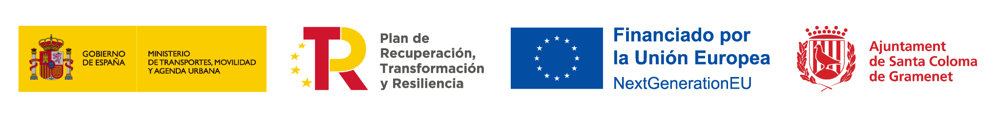 GOBIERNO
DE ESPAÑA
MINISTERIO
DE TRANSPORTES, MOVILIDAD
Y AGENDA URBANA
TR
Plan de
Recuperación,
Transformación
y Resiliencia
Financiado por
la Unión Europea
NextGenerationEU
Ajuntament
de Santa Coloma
de Gramenet